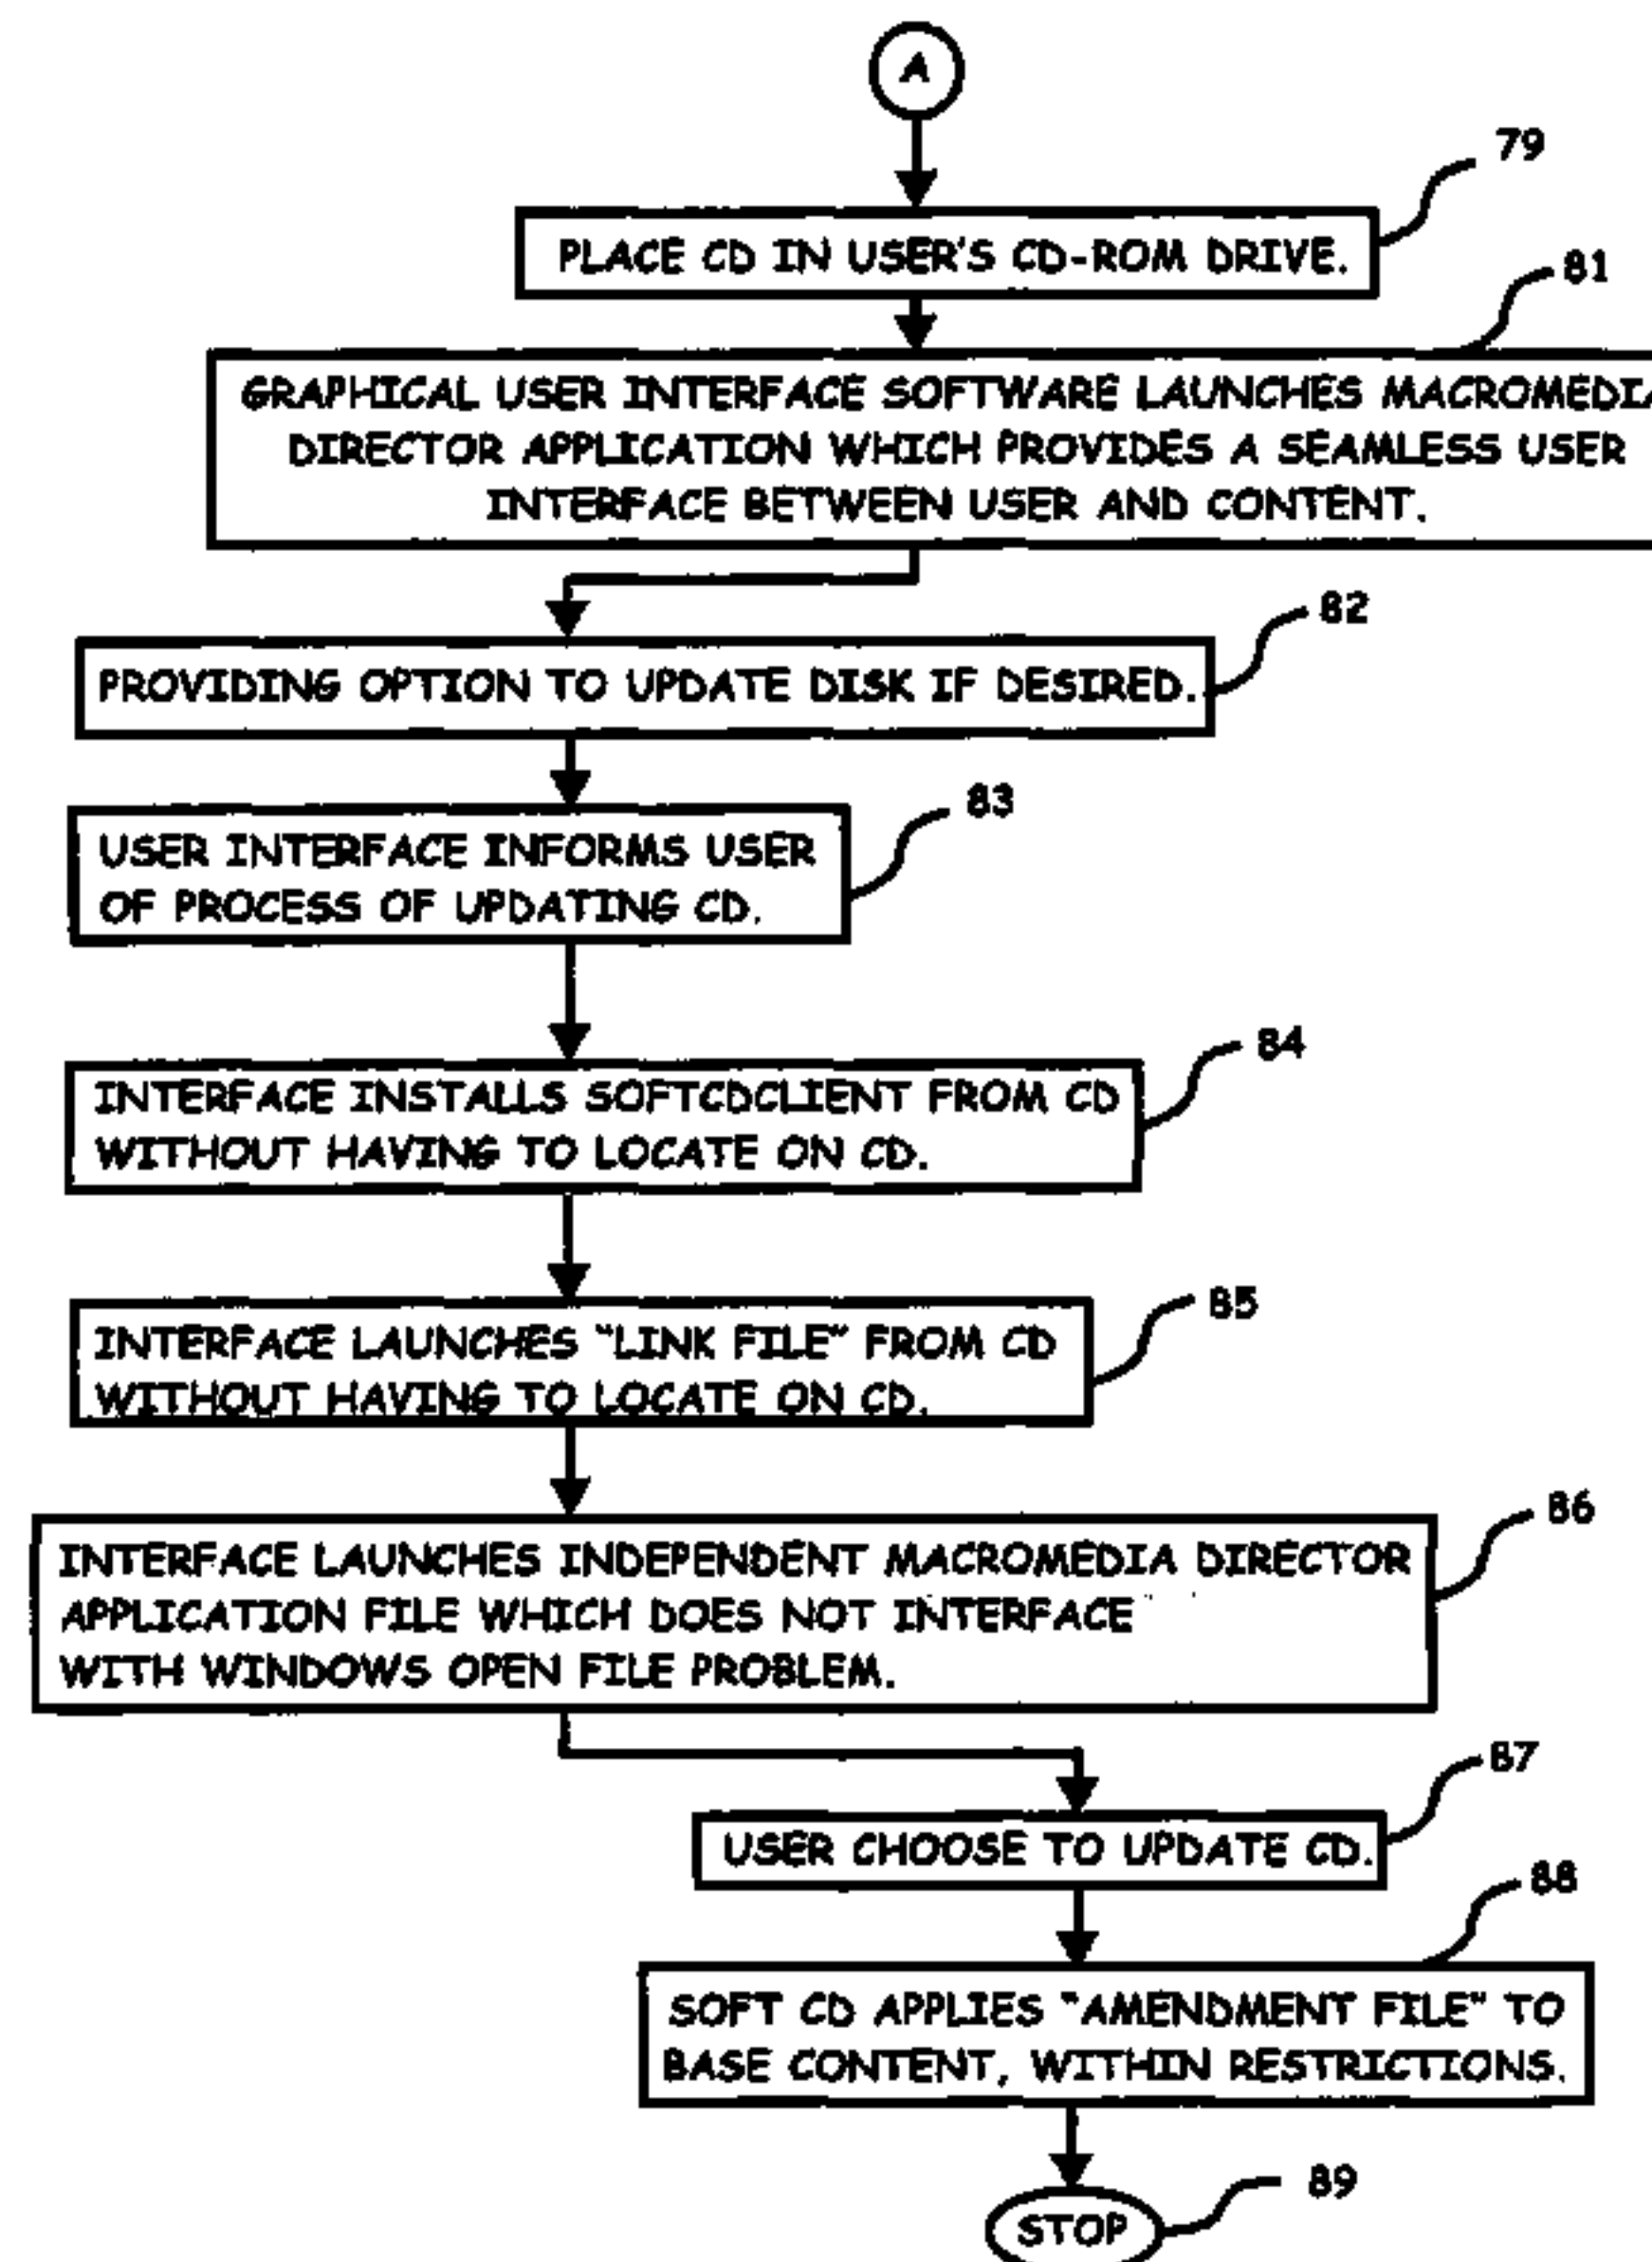 A
79
PLACE CD IN USER'S CD-ROM DRIVE.
81
GRAPHICAL USER INTERFACE SOFTWARE LAUNCHES MACROMEDIA
DIRECTOR APPLICATION WHICH PROVIDES A SEAMLESS USER
INTERFACE BETWEEN USER AND CONTENT.
82
PROVIDING OPTION TO UPDATE DISK IF DESIRED.
83
USER INTERFACE INFORMS USER
OF PROCESS OF UPDATING CD.
84
INTERFACE INSTALLS SOFTCDCLIENT FROM CD
WITHOUT HAVING TO LOCATE ON CD.
85
INTERFACE LAUNCHES "LINK FILE" FROM CD
WITHOUT HAVING TO LOCATE ON CD.
86
INTERFACE LAUNCHES INDEPENDENT MACROMEDIA DIRECTOR
APPLICATION FILE WHICH DOES NOT INTERFACE
WITH WINDOWS OPEN FILE PROBLEM.
87
USER CHOOSE TO UPDATE CD.
88
SOFT CD APPLIES "AMENDMENT FILE" TO
BASE CONTENT, WITHIN RESTRICTIONS.
89
STOP